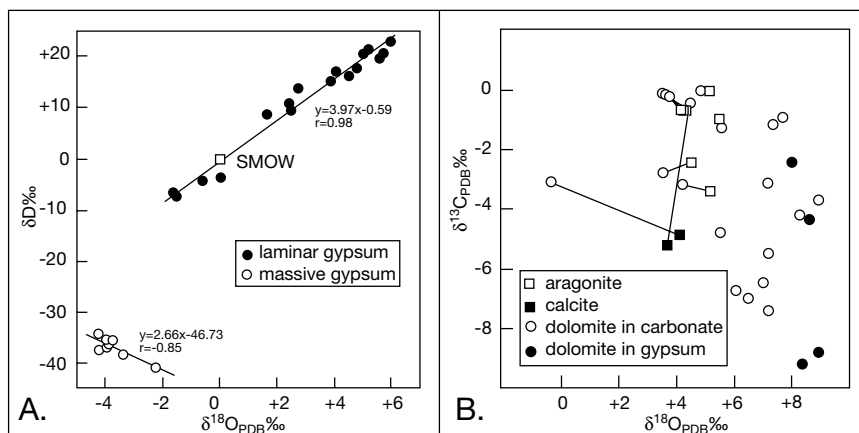 +20
+10
0
-10
-20
-30
-40
δD‰
y=3.97x-0.59
r=0.98
SMOW
laminar gypsum
massive gypsum
y=2.66x-46.73
r=-0.85
-4
-2
0
+2
+4
+6
A.
δ18OPDB‰
0
-2
-4
-6
-8
δ13CPDB‰
aragonite
calcite
dolomite in carbonate
dolomite in gypsum
0
+4
+6
+8
B.
δ18OPDB‰